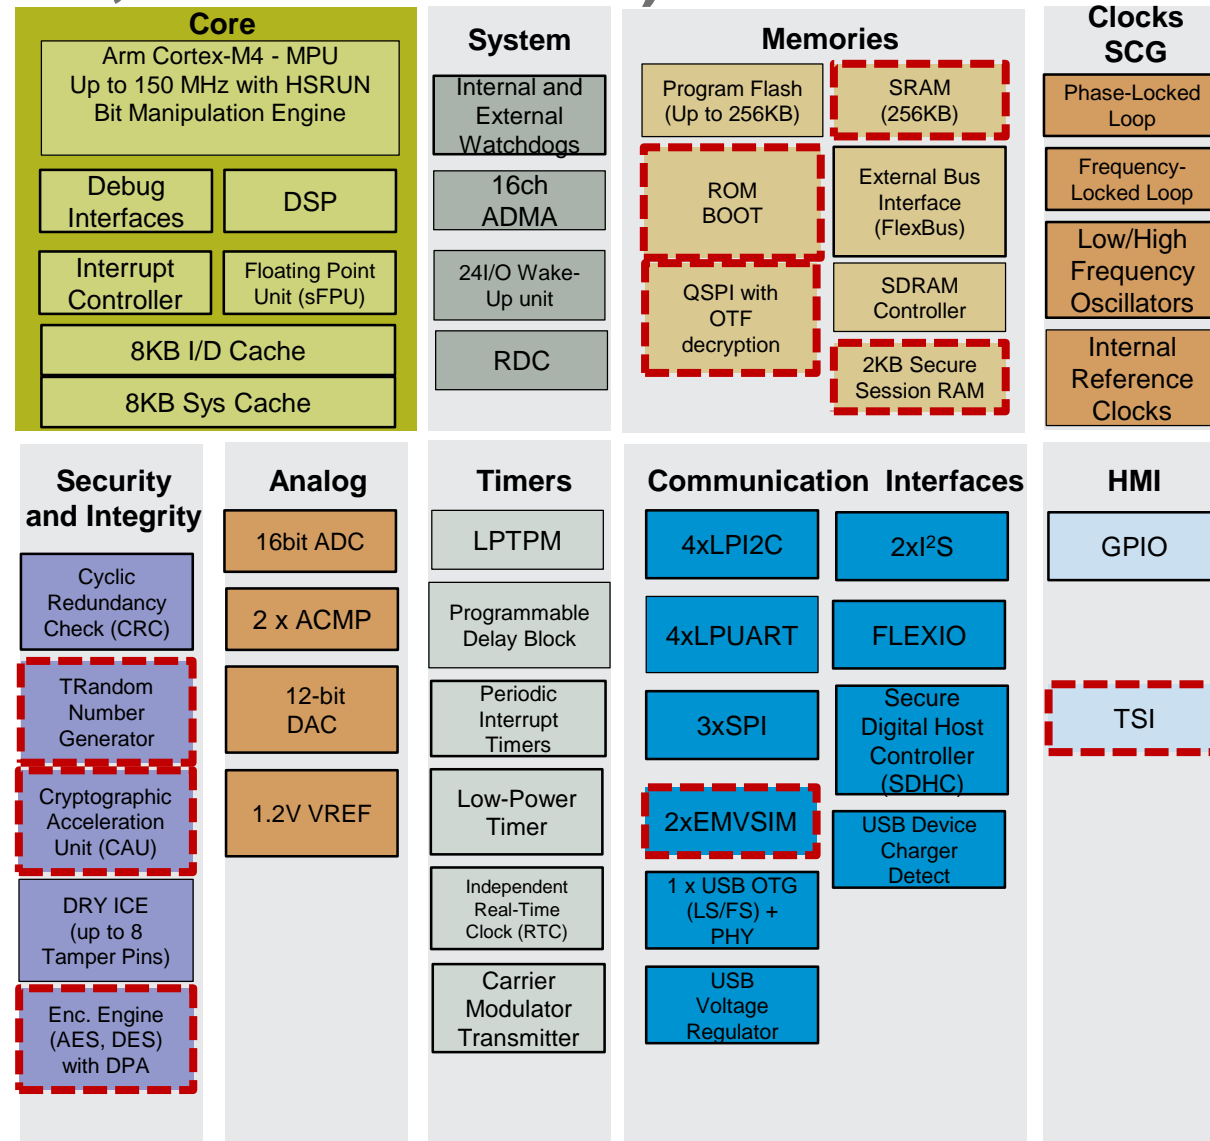 Core
Arm Cortex-M4 - MPU
Up to 150 MHz with HSRUN
Bit Manipulation Engine
Debug
Interfaces
DSP
Interrupt
Controller
Floating Point
Unit (sFPU)
8KB I/D Cache
8KB Sys Cache
System
Internal and
External
Watchdogs
16ch
ADMA
24I/O Wake-
Up unit
RDC
Memories
Program Flash
(Up to 256KB)
SRAM
(256KB)
ROM
BOOT
External Bus
Interface
(FlexBus)
QSPI with
OTF
decryption
SDRAM
Controller
2KB Secure
Session RAM
Clocks
SCG
Phase-Locked
Loop
Frequency-
Locked Loop
Low/High
Frequency
Oscillators
Internal
Reference
Clocks
Security
and Integrity
Cyclic
Redundancy
Check (CRC)
TRandom
Number
Generator
Cryptographic
Acceleration
Unit (CAU)
DRY ICE
(up to 8
Tamper Pins)
Enc. Engine
(AES, DES)
with DPA
Analog
16bit ADC
2 x ACMP
12-bit
DAC
1.2V VREF
Timers
LPTPM
Programmable
Delay Block
Periodic
Interrupt
Timers
Low-Power
Timer
Independent
Real-Time
Clock (RTC)
Carrier
Modulator
Transmitter
Communication Interfaces
4xLPI2C
2xI²S
4xLPUART
FLEXIO
3xSPI
Secure
Digital Host
Controller
(SDHC)
2xEMVSIM
USB Device
Charger
Detect
1 x USB OTG
(LS/FS) +
PHY
USB
Voltage
Regulator
HMI
GPIO
TSI